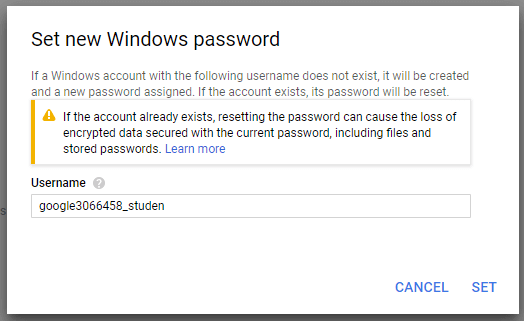 Set new Windows password
If a Windows account with the following username does not exist, it will be created
and a new password assigned. If the account exists, its password will be reset.
If the account already exists, resetting the password can cause the loss of
encrypted data secured with the current password, including files and
stored passwords. Learn more
Username ?
google3066458_studen
CANCEL SET